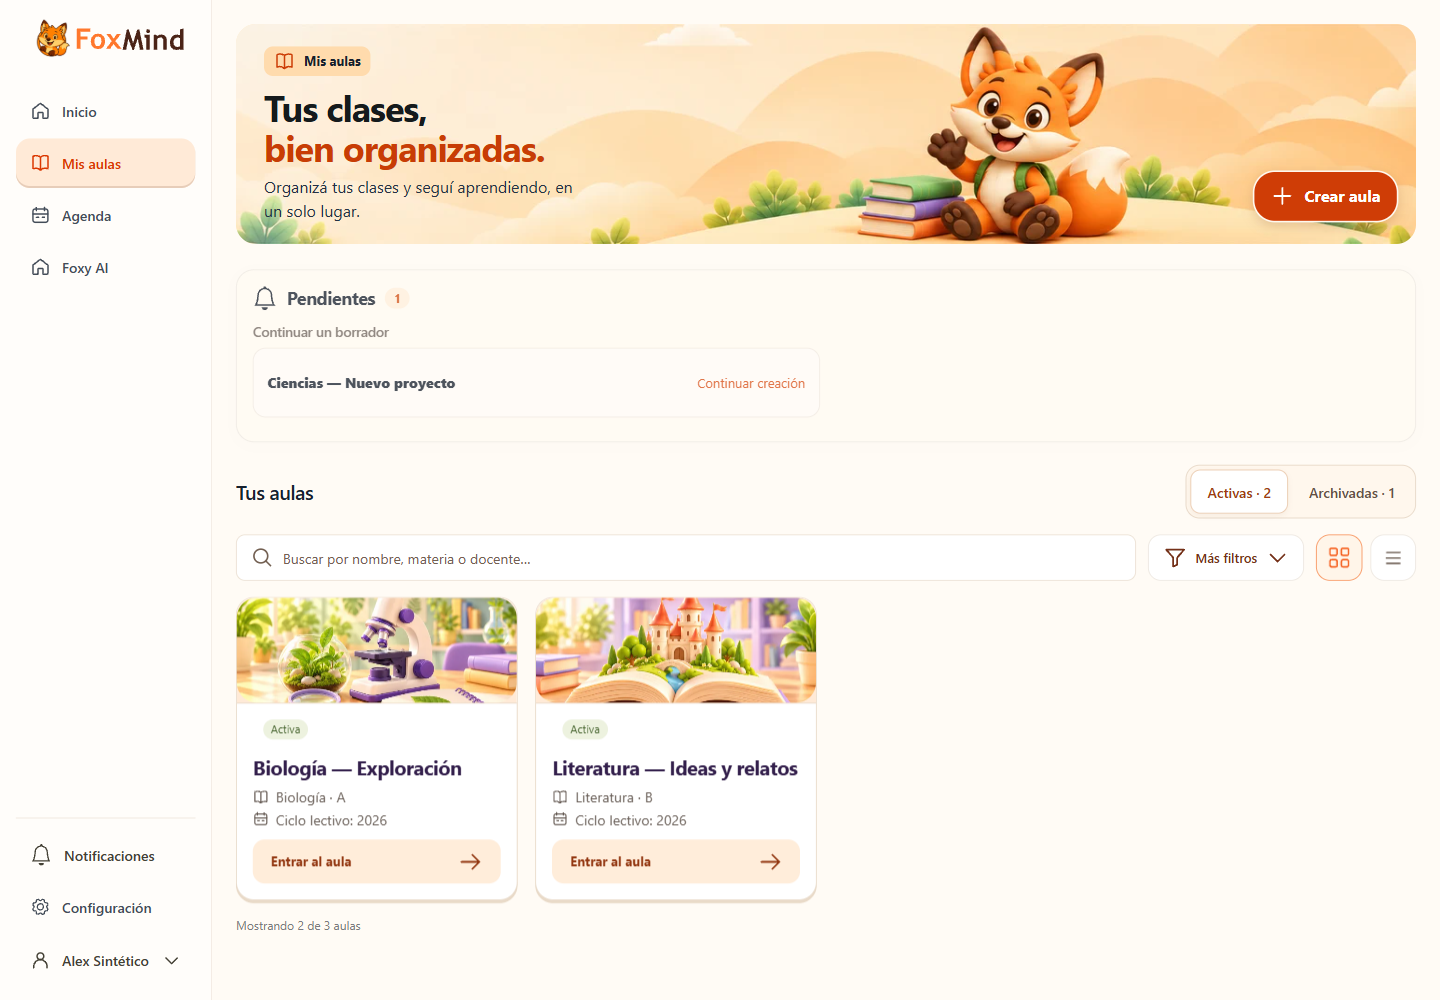 FoxMind
Inicio
Mis aulas
Agenda
Foxy AI
Notificaciones
Configuración
Alex Sintético
Mis aulas
Tus clases,
bien organizadas.
Organizá tus clases y seguí aprendiendo, en
un solo lugar.
Crear aula
Pendientes 1
Continuar un borrador
Ciencias — Nuevo proyecto
Continuar creación
Tus aulas
Activas · 2
Archivadas · 1
Buscar por nombre, materia o docente...
Más filtros
Activa
Biología — Exploración
Biología · A
Ciclo lectivo: 2026
Entrar al aula
Activa
Literatura — Ideas y relatos
Literatura · B
Ciclo lectivo: 2026
Entrar al aula
Mostrando 2 de 3 aulas